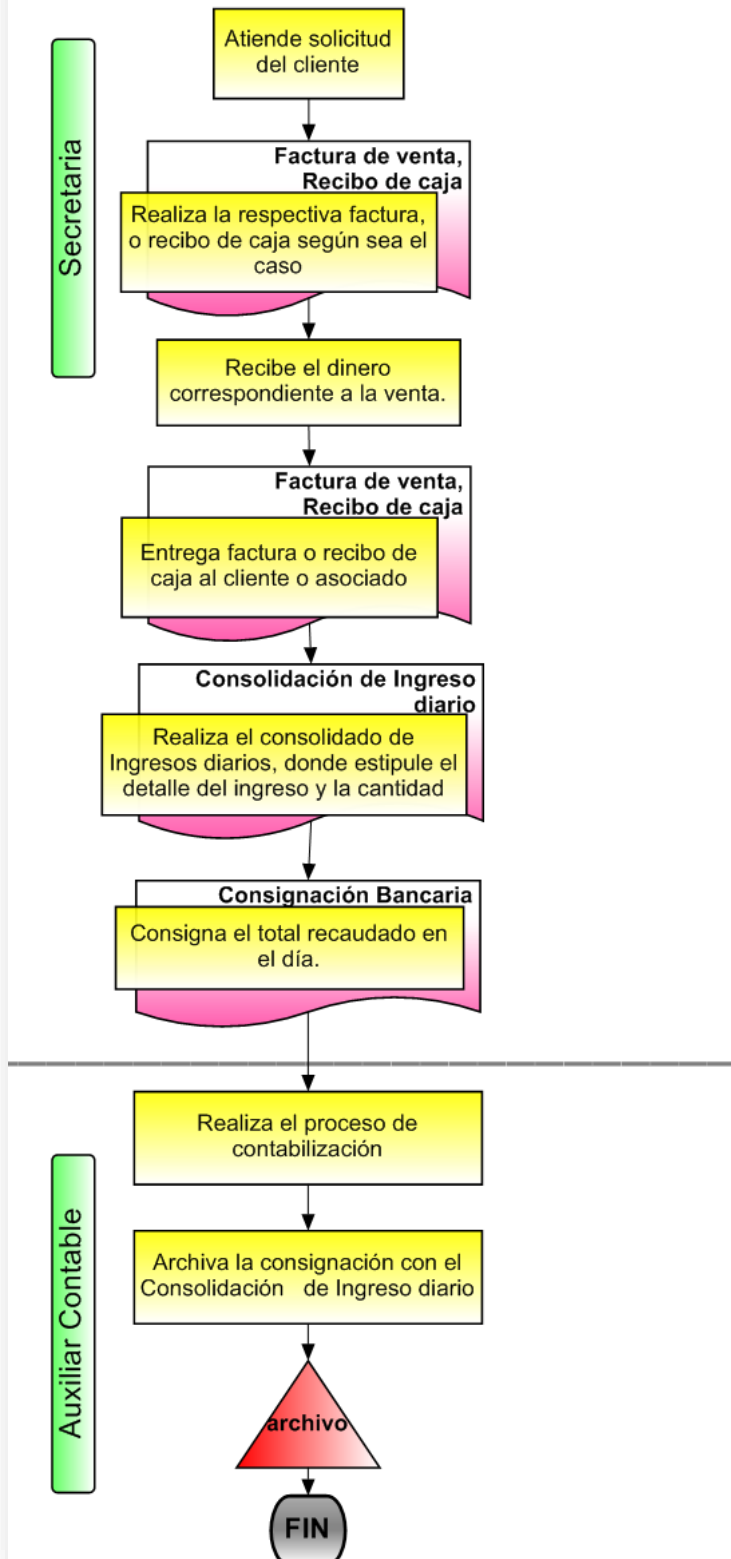 Secretaria
Atiende solicitud
del cliente
Factura de venta,
Recibo de caja
Realiza la respectiva factura,
o recibo de caja según sea el
caso
Recibe el dinero
correspondiente a la venta.
Factura de venta,
Recibo de caja
Entrega factura o recibo de
caja al cliente o asociado
Consolidación de Ingreso
diario
Realiza el consolidado de
Ingresos diarios, donde estipule el
detalle del ingreso y la cantidad
Consignación Bancaria
Consigna el total recaudado en
el día.
Auxiliar Contable
Realiza el proceso de
contabilización
Archiva la consignación con el
Consolidación   de Ingreso diario
archivo
FIN